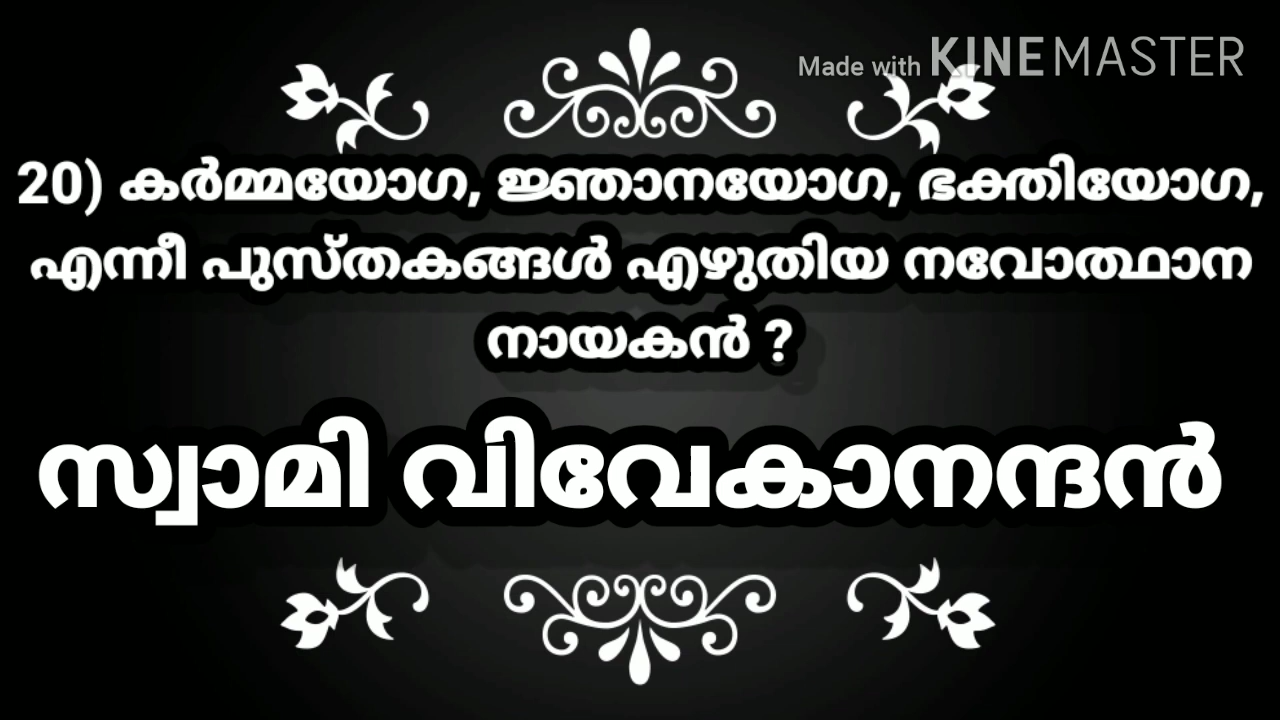 Made with KINEMASTER
20) കർമ്മയോഗ, ജ്ഞാനയോഗ, ഭക്തിയോഗ,
എന്നീ പുസ്തകങ്ങൾ എഴുതിയ നവോത്ഥാന
നായകൻ ?
സ്വാമി വിവേകാനന്ദൻ